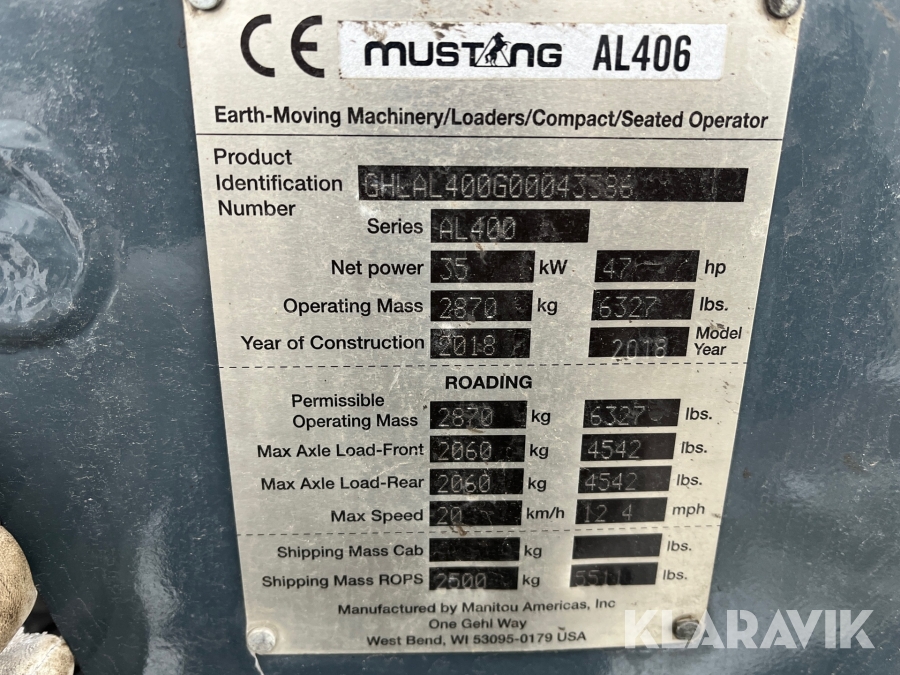 CE MUSTANG AL406
Earth-Moving Machinery/Loaders/Compact/Seated Operator
Product
Identification GHLAL400G00043386
Number
Series AL400
Net power 35 kW 47 hp
Operating Mass 2870 kg 6327 lbs.
Year of Construction 2018 2018 Model
Year
ROADING
Permissible
Operating Mass 2870 kg 6327 lbs.
Max Axle Load-Front 2060 kg 4542 lbs.
Max Axle Load-Rear 2060 kg 4542 lbs.
Max Speed 20 km/h 12.4 mph
Shipping Mass Cab kg lbs.
Shipping Mass ROPS 2500 kg 5511 lbs.
Manufactured by Manitou Americas, Inc
One Gehl Way
West Bend, WI 53095-0179 USA
KLARAVIK